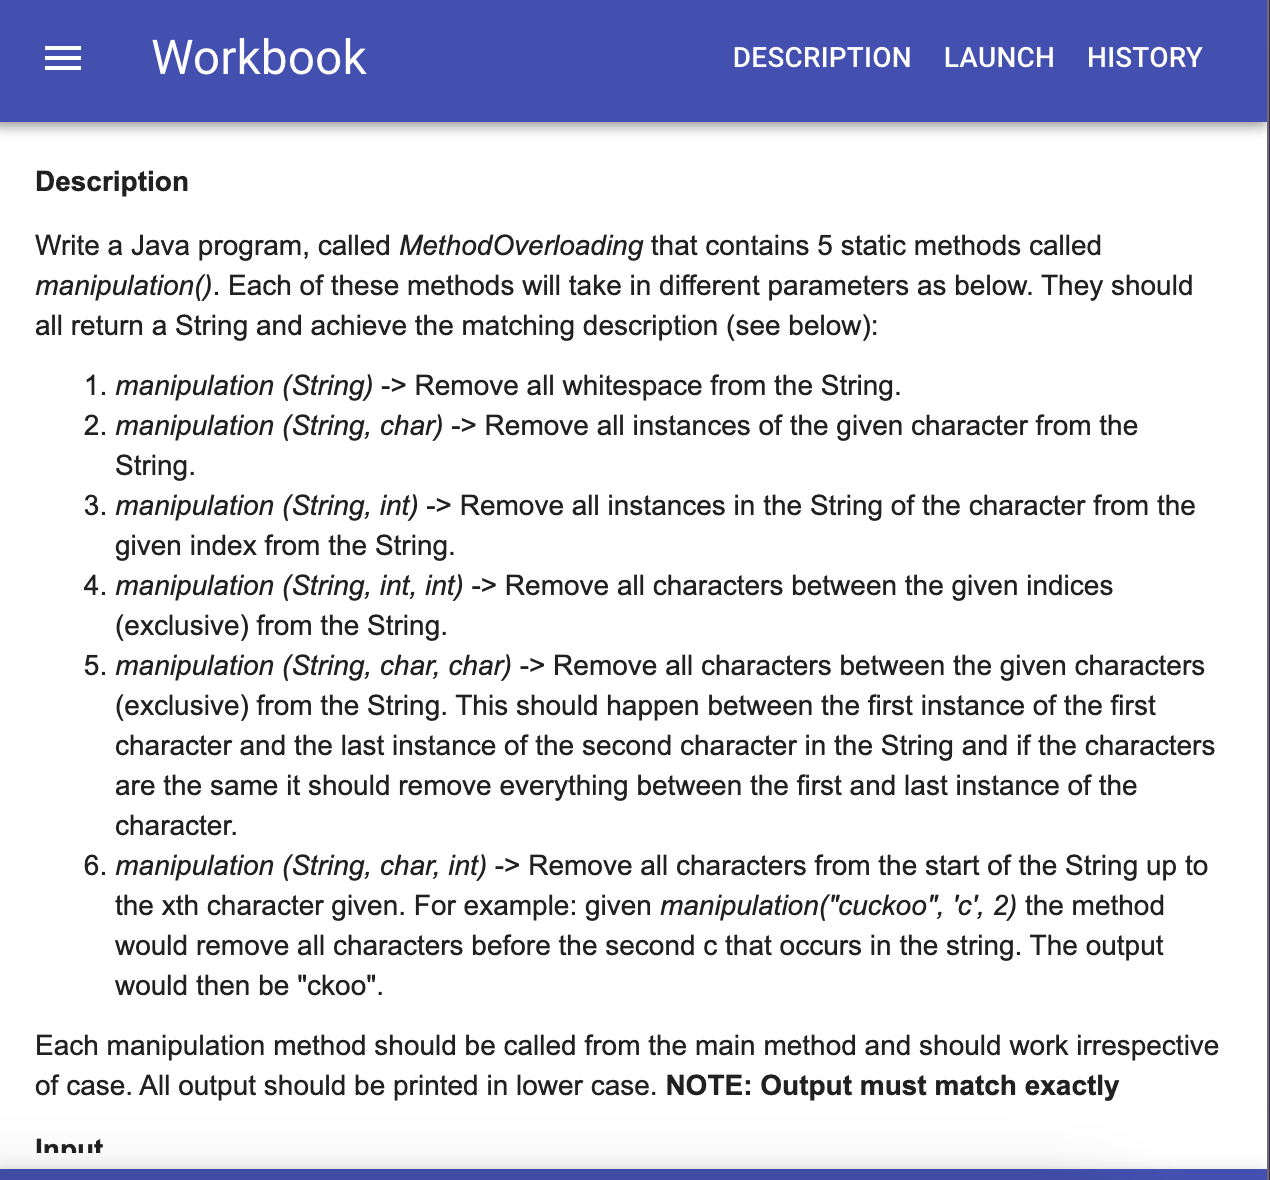 Workbook DESCRIPTION LAUNCH HISTORY
Description
Write a Java program, called MethodOverloading that contains 5 static methods called
manipulation(). Each of these methods will take in different parameters as below. They should
all return a String and achieve the matching description (see below):
1. manipulation (String) -> Remove all whitespace from the String.
2. manipulation (String, char) -> Remove all instances of the given character from the
String.
3. manipulation (String, int) -> Remove all instances in the String of the character from the
given index from the String.
4. manipulation (String, int, int) -> Remove all characters between the given indices
(exclusive) from the String.
5. manipulation (String, char, char) -> Remove all characters between the given characters
(exclusive) from the String. This should happen between the first instance of the first
character and the last instance of the second character in the String and if the characters
are the same it should remove everything between the first and last instance of the
character.
6. manipulation (String, char, int) -> Remove all characters from the start of the String up to
the xth character given. For example: given manipulation("cuckoo", 'c', 2) the method
would remove all characters before the second c that occurs in the string. The output
would then be "ckoo".
Each manipulation method should be called from the main method and should work irrespective
of case. All output should be printed in lower case. NOTE: Output must match exactly
Input